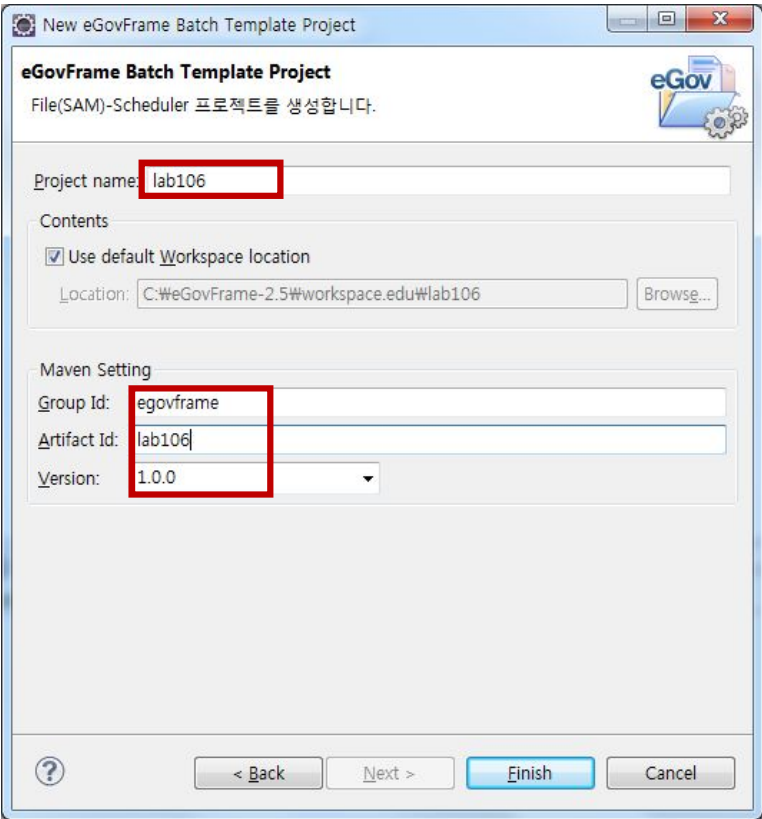 New eGovFrame Batch Template Project
eGovFrame Batch Template Project
eGov
File(SAM)-Scheduler 프로젝트를 생성합니다.
Project name: lab106
Contents
Use default Workspace location
Location: C:₩eGovFrame-2.5₩workspace.edu₩lab106 Browse...
Maven Setting
Group Id: egovframe
Artifact Id: lab106
Version: 1.0.0
< Back Next > Finish Cancel